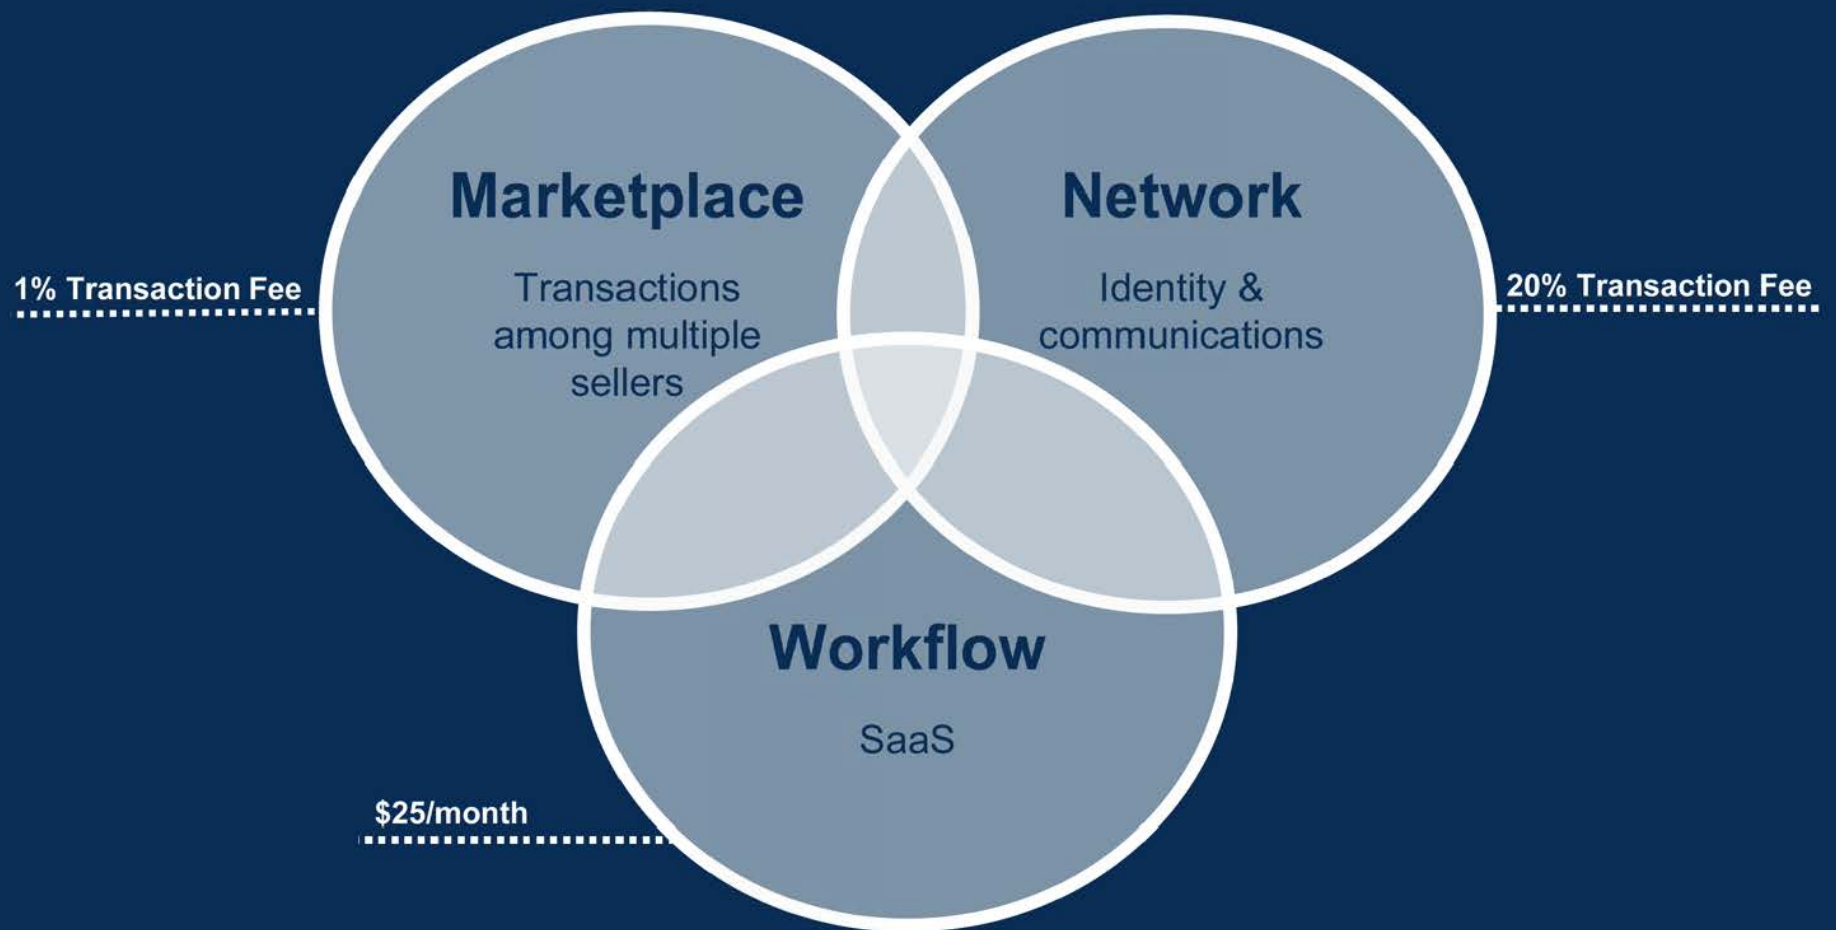 Marketplace
Transactions
among multiple
sellers
1% Transaction Fee
Network
Identity &
communications
20% Transaction Fee
Workflow
SaaS
$25/month